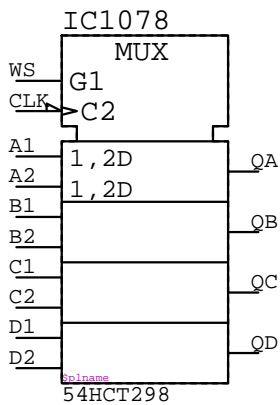 IC1078
MUX
WS
G1
CLK
C2
A1
1,2D
QA
A2
1,2D
B1
QB
B2
C1
QC
C2
D1
QD
D2
Splname
54HCT298